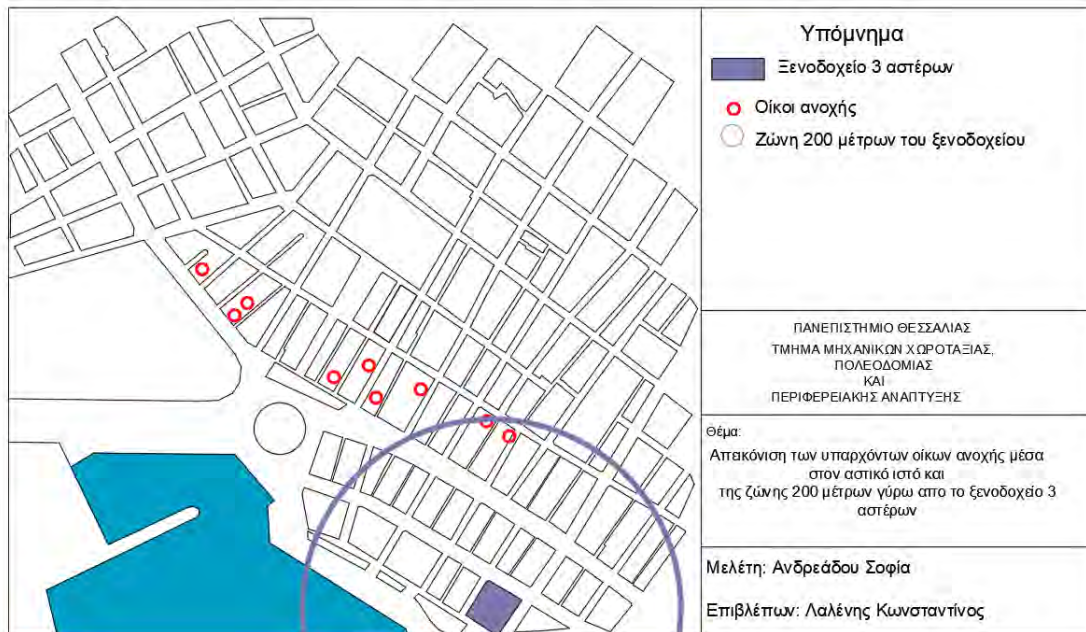 Υπόμνημα
Ξενοδοχείο 3 αστέρων
Οίκοι ανοχής
Ζώνη 200 μέτρων του ξενοδοχείου
ΠΑΝΕΠΙΣΤΗΜΙΟ ΘΕΣΣΑΛΙΑΣ
ΤΜΗΜΑ ΜΗΧΑΝΙΚΩΝ ΧΩΡΟΤΑΞΙΑΣ,
ΠΟΛΕΟΔΟΜΙΑΣ
ΚΑΙ
ΠΕΡΙΦΕΡΕΙΑΚΗΣ ΑΝΑΠΤΥΞΗΣ
Θέμα:
Απεικόνιση των υπαρχόντων οίκων ανοχής μέσα
στον αστικό ιστό και
της ζώνης 200 μέτρων γύρω απο το ξενοδοχείο 3
αστέρων
Μελέτη: Ανδρεάδου Σοφία
Επιβλέπων: Λαλένης Κωνσταντίνος